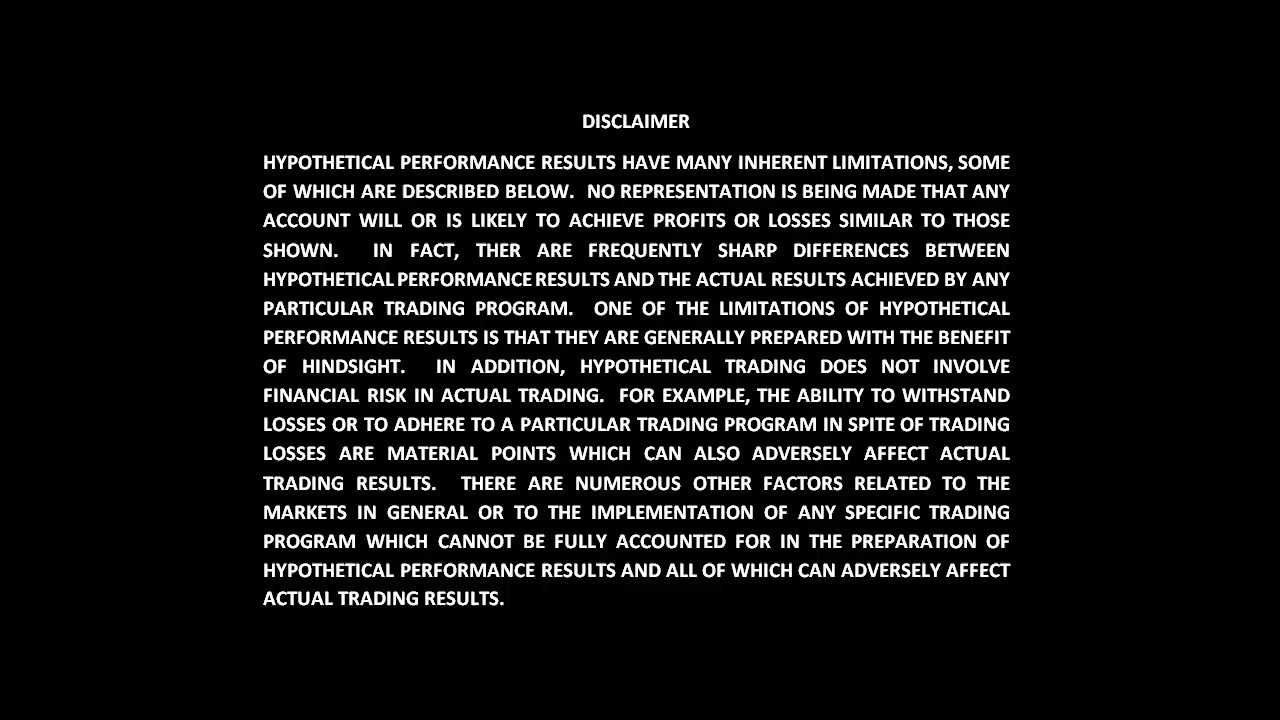 DISCLAIMER
HYPOTHETICAL PERFORMANCE RESULTS HAVE MANY INHERENT LIMITATIONS, SOME
OF WHICH ARE DESCRIBED BELOW.  NO REPRESENTATION IS BEING MADE THAT ANY
ACCOUNT WILL OR IS LIKELY TO ACHIEVE PROFITS OR LOSSES SIMILAR TO THOSE
SHOWN.  IN FACT, THER ARE FREQUENTLY SHARP DIFFERENCES BETWEEN
HYPOTHETICAL PERFORMANCE RESULTS AND THE ACTUAL RESULTS ACHIEVED BY ANY
PARTICULAR TRADING PROGRAM.  ONE OF THE LIMITATIONS OF HYPOTHETICAL
PERFORMANCE RESULTS IS THAT THEY ARE GENERALLY PREPARED WITH THE BENEFIT
OF HINDSIGHT.  IN ADDITION, HYPOTHETICAL TRADING DOES NOT INVOLVE
FINANCIAL RISK IN ACTUAL TRADING.  FOR EXAMPLE, THE ABILITY TO WITHSTAND
LOSSES OR TO ADHERE TO A PARTICULAR TRADING PROGRAM IN SPITE OF TRADING
LOSSES ARE MATERIAL POINTS WHICH CAN ALSO ADVERSELY AFFECT ACTUAL
TRADING RESULTS.  THERE ARE NUMEROUS OTHER FACTORS RELATED TO THE
MARKETS IN GENERAL OR TO THE IMPLEMENTATION OF ANY SPECIFIC TRADING
PROGRAM WHICH CANNOT BE FULLY ACCOUNTED FOR IN THE PREPARATION OF
HYPOTHETICAL PERFORMANCE RESULTS AND ALL OF WHICH CAN ADVERSELY AFFECT
ACTUAL TRADING RESULTS.